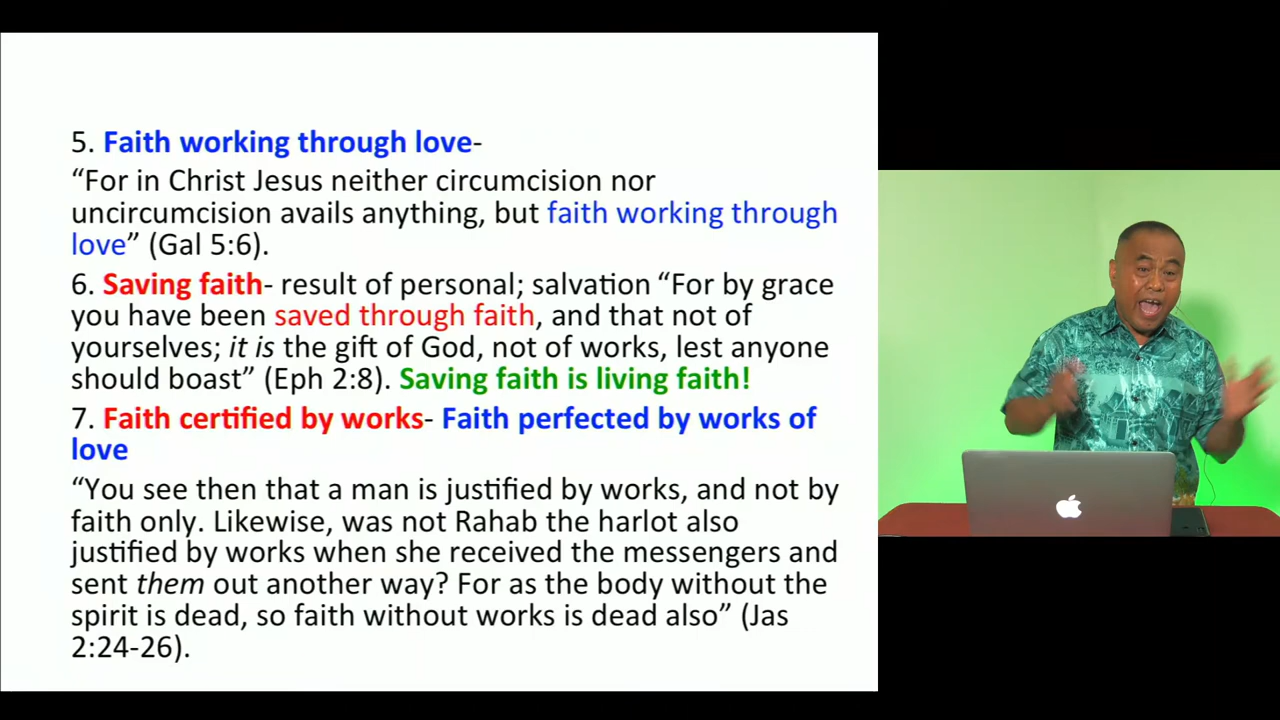 5. Faith working through love-
“For in Christ Jesus neither circumcision nor
uncircumcision avails anything, but faith working through
love” (Gal 5:6).
6. Saving faith- result of personal; salvation “For by grace
you have been saved through faith, and that not of
yourselves; it is the gift of God, not of works, lest anyone
should boast” (Eph 2:8). Saving faith is living faith!
7. Faith certified by works- Faith perfected by works of
love
“You see then that a man is justified by works, and not by
faith only. Likewise, was not Rahab the harlot also
justified by works when she received the messengers and
sent them out another way? For as the body without the
spirit is dead, so faith without works is dead also” (Jas
2:24-26).